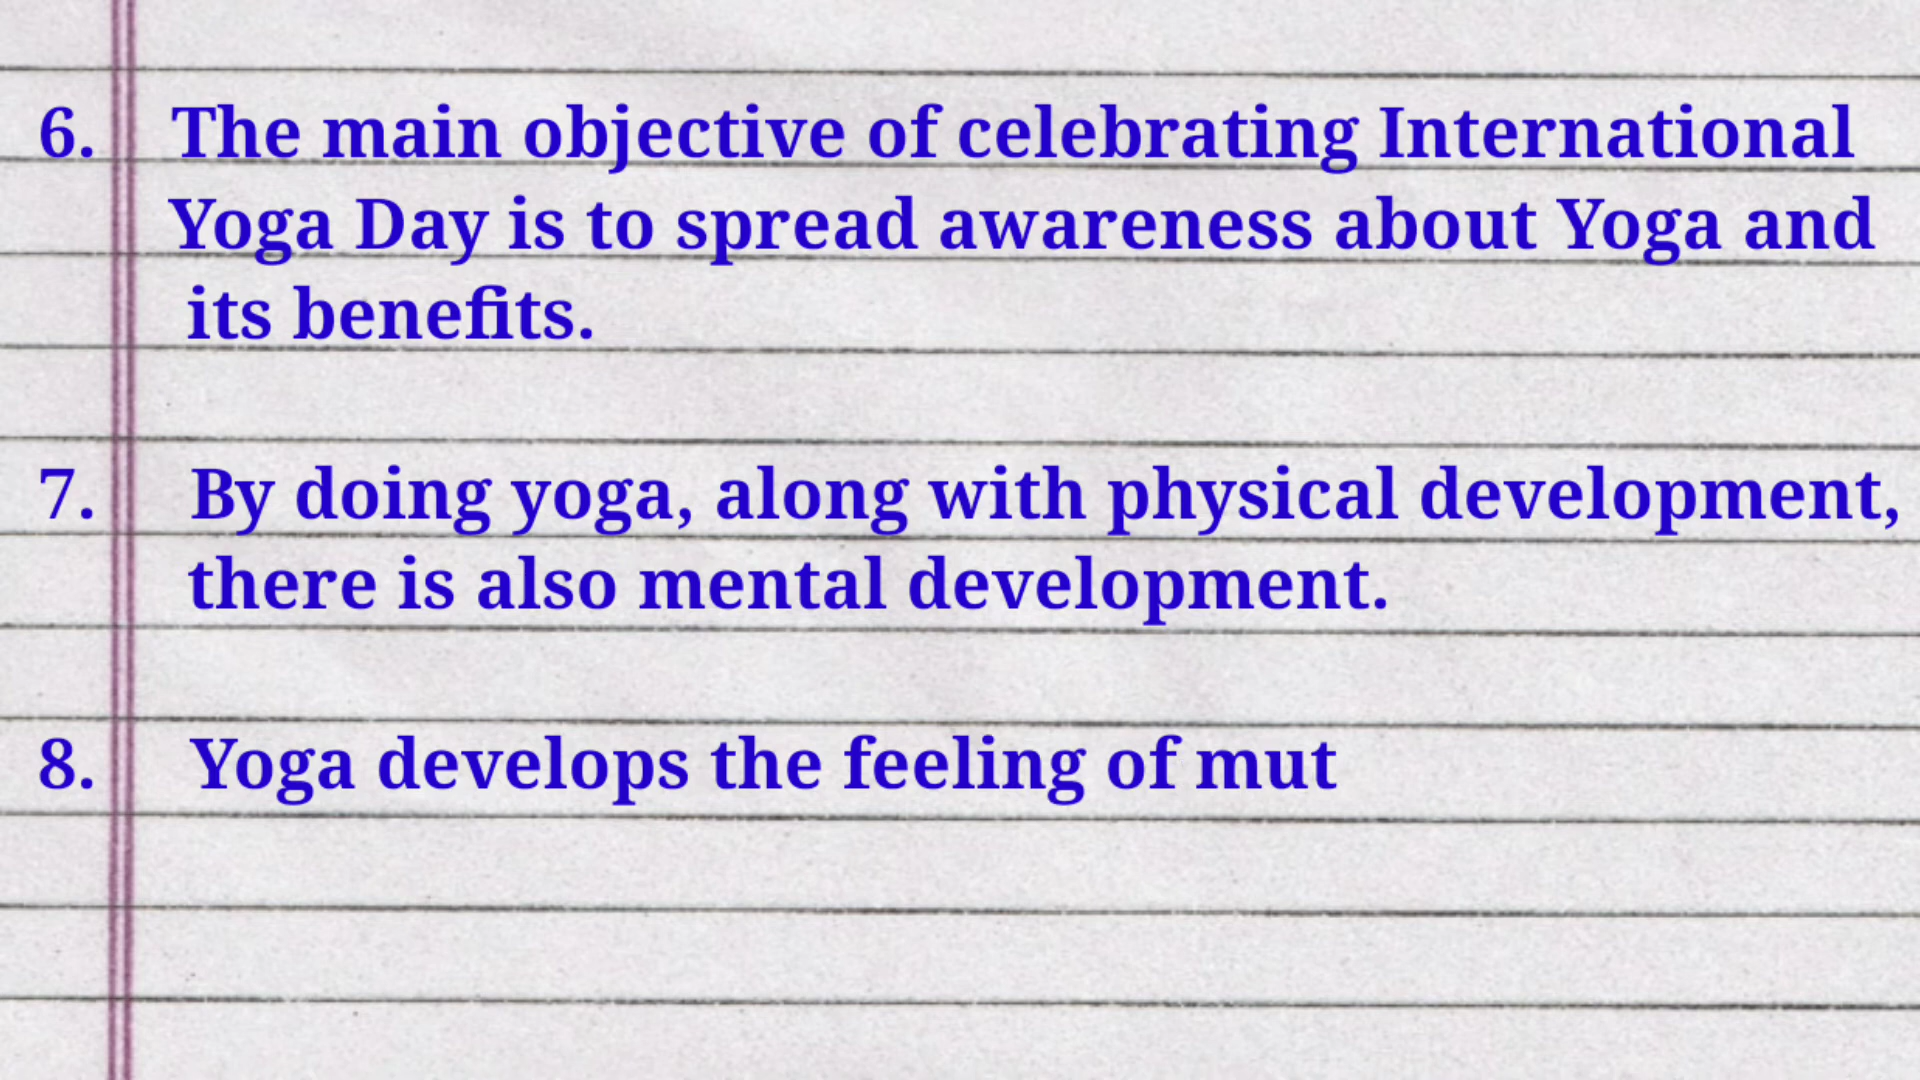 6. The main objective of celebrating International
Yoga Day is to spread awareness about Yoga and
its benefits.
7. By doing yoga, along with physical development,
there is also mental development.
8. Yoga develops the feeling of mut